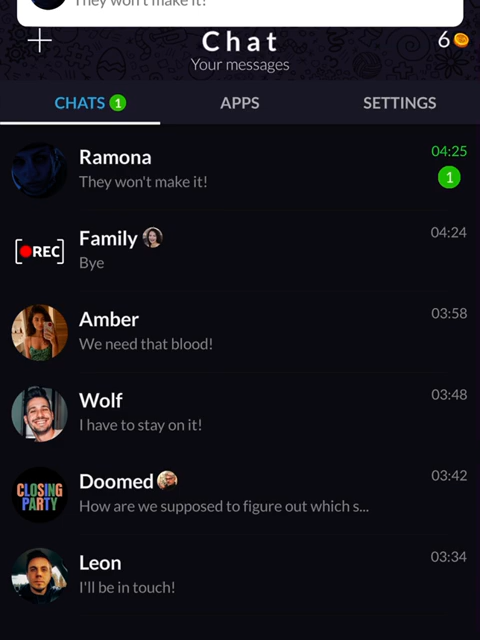 They won't make it!
Chat
6
Your messages
CHATS 1
APPS
SETTINGS
Ramona
04:25
They won't make it!
1
Family
04:24
REC
Bye
Amber
03:58
We need that blood!
Wolf
03:48
I have to stay on it!
Doomed
03:42
CLOSING
PARTY
How are we supposed to figure out which s...
Leon
03:34
I'll be in touch!